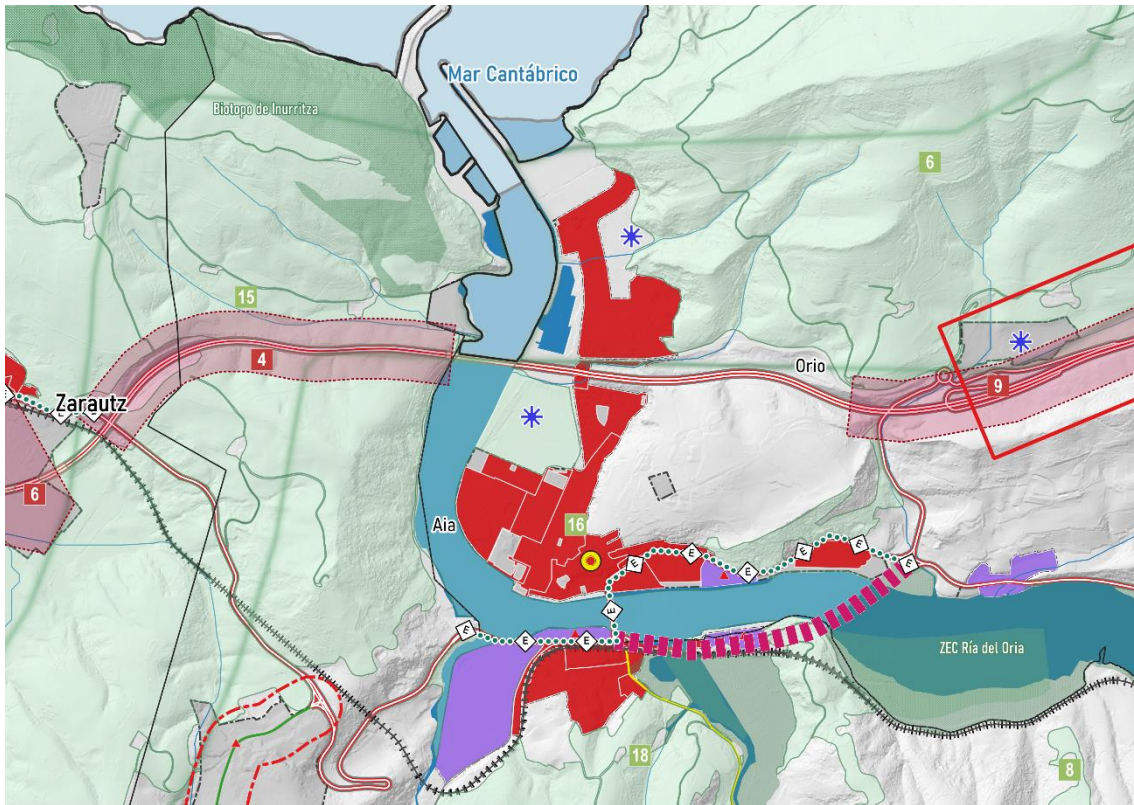 Mar Cantábrico
Biotopo de Inurritza
6
15
4
Orio
9
Zarautz
E
6
Aia
16
E
E
E
E
E
E
E
E
E
E
ZEC Ría del Oria
18
8